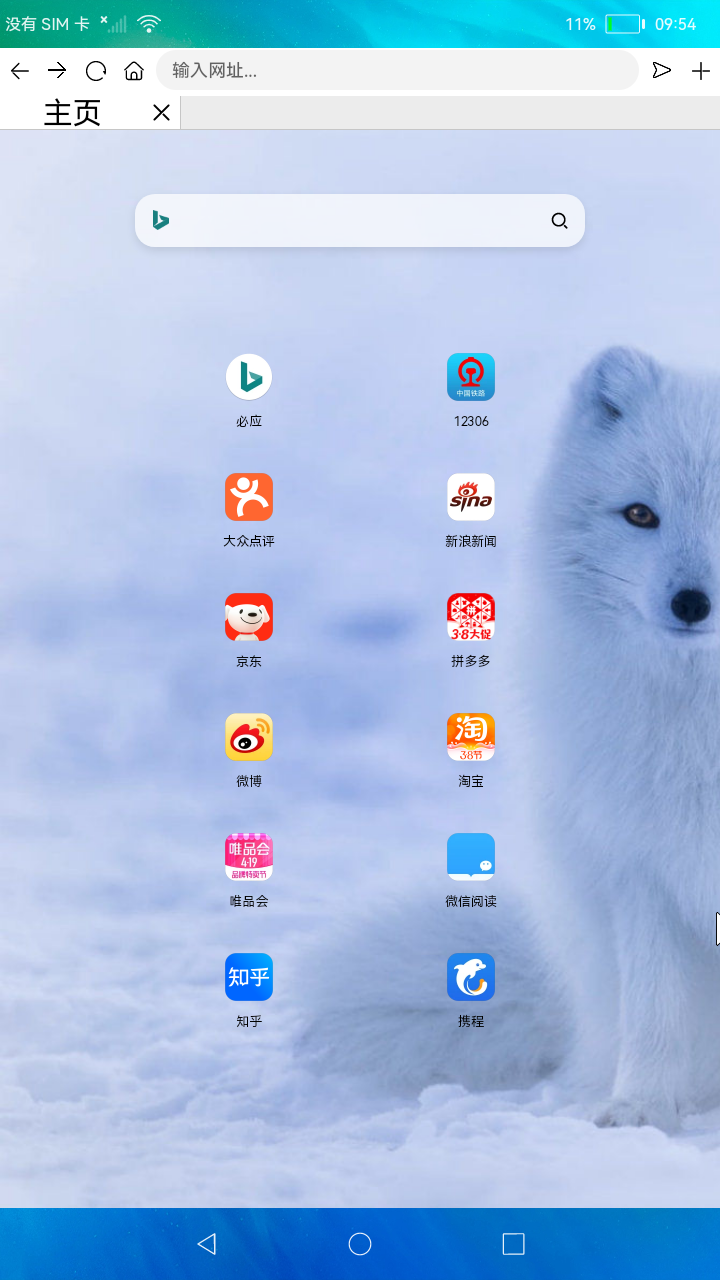 没有 SIM 卡
11%
09:54
输入网址...
主页
必应
中国铁路
12306
大众点评
sina
新浪新闻
京东
拼
3·8大促
拼多多
微博
淘
38节
淘宝
唯品会
4·19
品牌特卖节
唯品会
微信阅读
知乎
知乎
携程